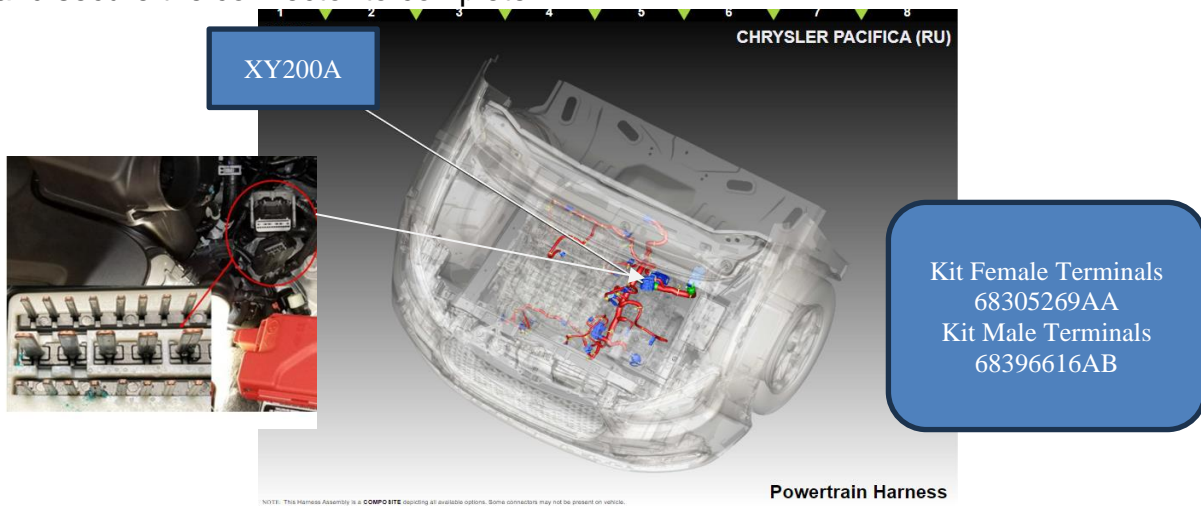 1 2 3 4 5 6 7 8
CHRYSLER PACIFICA (RU)
XY200A
Kit Female Terminals
68305269AA
Kit Male Terminals
68396616AB
Powertrain Harness
NOTE: This Harness Assembly is a COMPOSITE depicting all available options. Some connectors may not be present on vehicle.